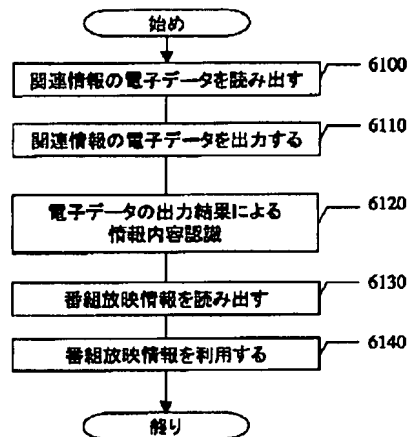 始め
関連情報の電子データを読み出す
6100
関連情報の電子データを出力する
6110
電子データの出力結果による
情報内容認識
6120
番組放映情報を読み出す
6130
番組放映情報を利用する
6140
終り